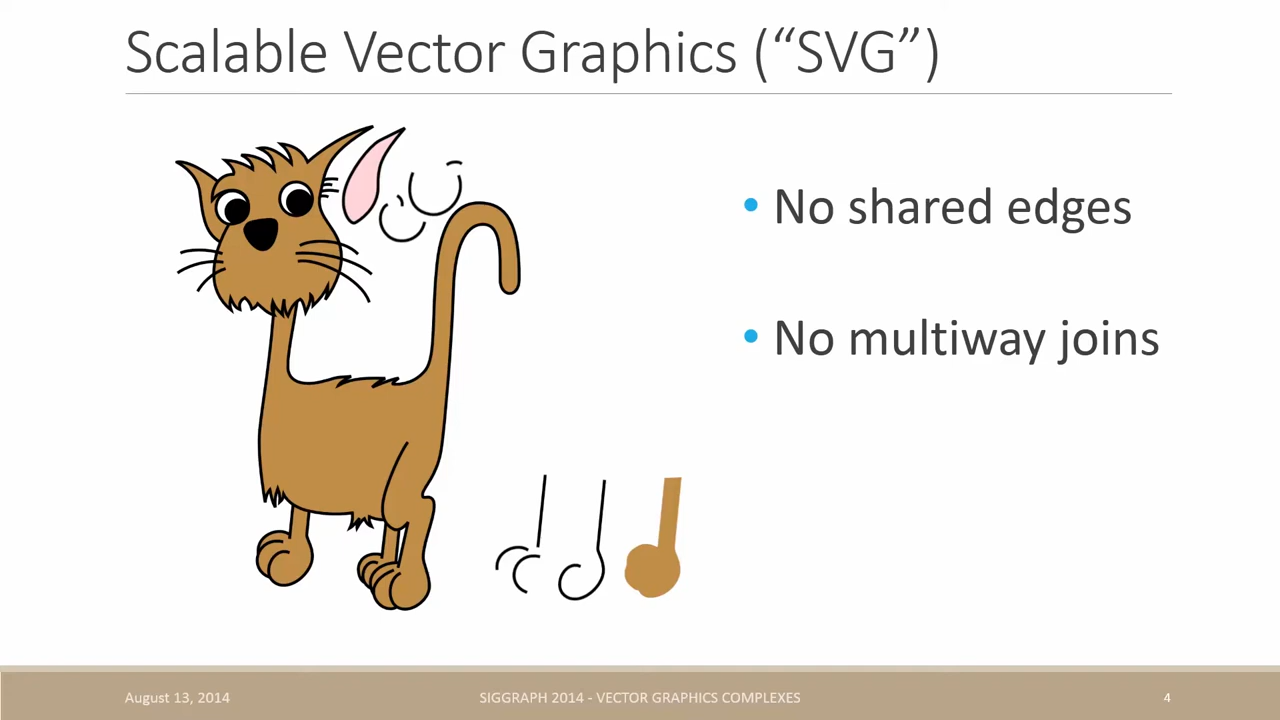 Scalable Vector Graphics (“SVG”)
• No shared edges
• No multiway joins
August 13, 2014
SIGGRAPH 2014 - VECTOR GRAPHICS COMPLEXES
4